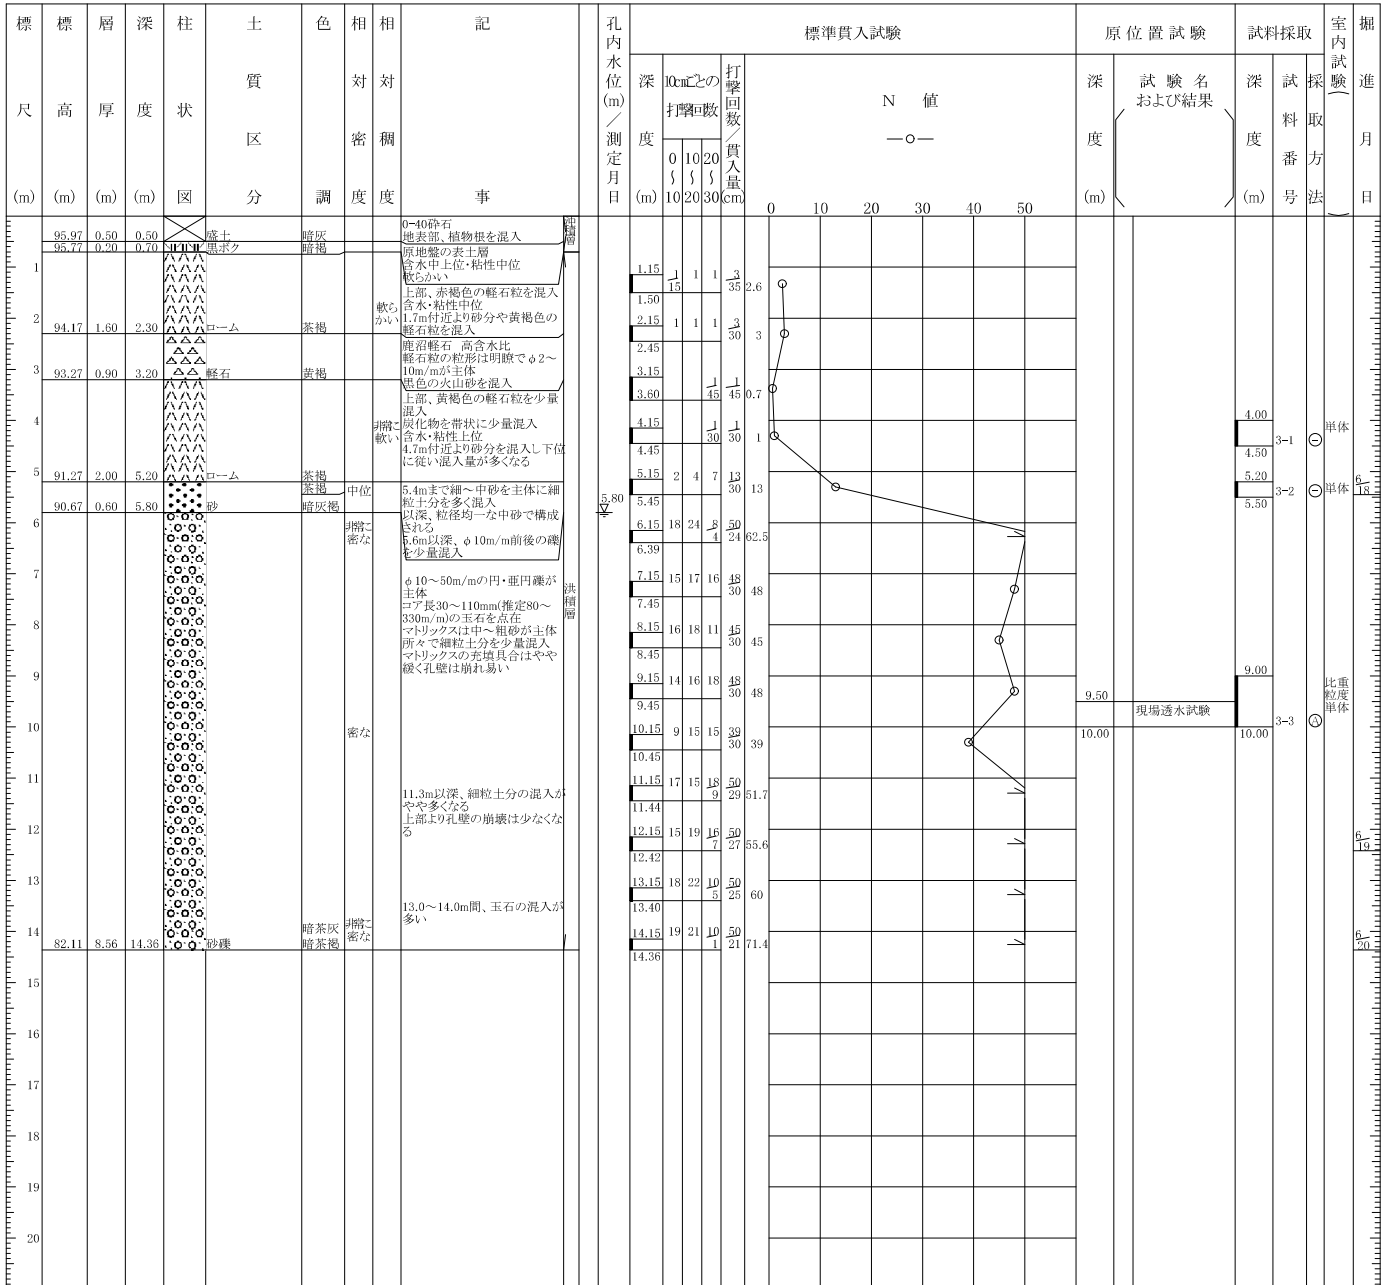 標尺(m)
標高(m)
層厚(m)
深度(m)
柱状図
土質区分
色調
相対密度
相対稠度
記事
孔内水位(m)／測定月日
標準貫入試験
深度(m)
10cmごとの打撃回数
0〜10
10〜20
20〜30
打撃回数／貫入量(cm)
N 値
0 10 20 30 40 50
原位置試験
深度(m)
試験名
および結果
試料採取
深度(m)
試料番号
採取方法
室内試験
掘進月日
95.97 0.50 0.50 盛土 暗灰
0-40砕石
地表部、植物根を混入
沖積層
95.77 0.20 0.70 黒ボク 暗褐
原地盤の表土層
含水中上位・粘性中位
軟らかい
94.17 1.60 2.30 ローム 茶褐
軟らかい
上部、赤褐色の軽石粒を混入
含水・粘性中位
1.7m付近より砂分や黄褐色の
軽石粒を混入
93.27 0.90 3.20 軽石 黄褐
鹿沼軽石 高含水比
軽石粒の粒形は明瞭でφ2〜
10m/mが主体
黒色の火山砂を混入
91.27 2.00 5.20 ローム 茶褐
非常に軟い
上部、黄褐色の軽石粒を少量
混入
炭化物を帯状に少量混入
含水・粘性上位
4.7m付近より砂分を混入し下位
に従い混入量が多くなる
90.67 0.60 5.80 砂 茶褐 暗灰褐
中位
5.4mまで細〜中砂を主体に細
粒土分を多く混入
以深、粒径均一な中砂で構成
される
5.6m以深、φ10m/m前後の礫
を少量混入
非常に密な
φ10〜50m/mの円・亜円礫が
主体
コア長30〜110mm(推定80〜
330m/m)の玉石を点在
マトリックスは中〜粗砂が主体
所々で細粒土分を少量混入
マトリックスの充填具合はやや
緩く孔壁は崩れ易い
洪積層
密な
11.3m以深、細粒土分の混入が
やや多くなる
上部より孔壁の崩壊は少なくな
る
13.0〜14.0m間、玉石の混入が
多い
非常に密な
82.11 8.56 14.36 砂礫 暗茶灰 暗茶褐
5.80
1.15 1/15 1 1 3/35 2.6
1.50
2.15 1 1 1 3/30 3
2.45
3.15 1/45 1/45 0.7
3.60
4.15 1/30 1/30 1
4.45
5.15 2 4 7 13/30 13
5.45
6.15 18 24 8/4 50/24 62.5
6.39
7.15 15 17 16 48/30 48
7.45
8.15 16 18 11 45/30 45
8.45
9.15 14 16 18 48/30 48
9.45
10.15 9 15 15 39/30 39
10.45
11.15 17 15 18/9 50/29 51.7
11.44
12.15 15 19 16/7 50/27 55.6
12.42
13.15 18 22 10/5 50/25 60
13.40
14.15 19 21 10/1 50/21 71.4
14.36
9.50
現場透水試験
10.00
4.00
4.50
3-1 単体
5.20
5.50
3-2 単体
9.00
10.00
3-3 Ⓐ
比重
粒度
単体
6/18
6/19
6/20
1
2
3
4
5
6
7
8
9
10
11
12
13
14
15
16
17
18
19
20